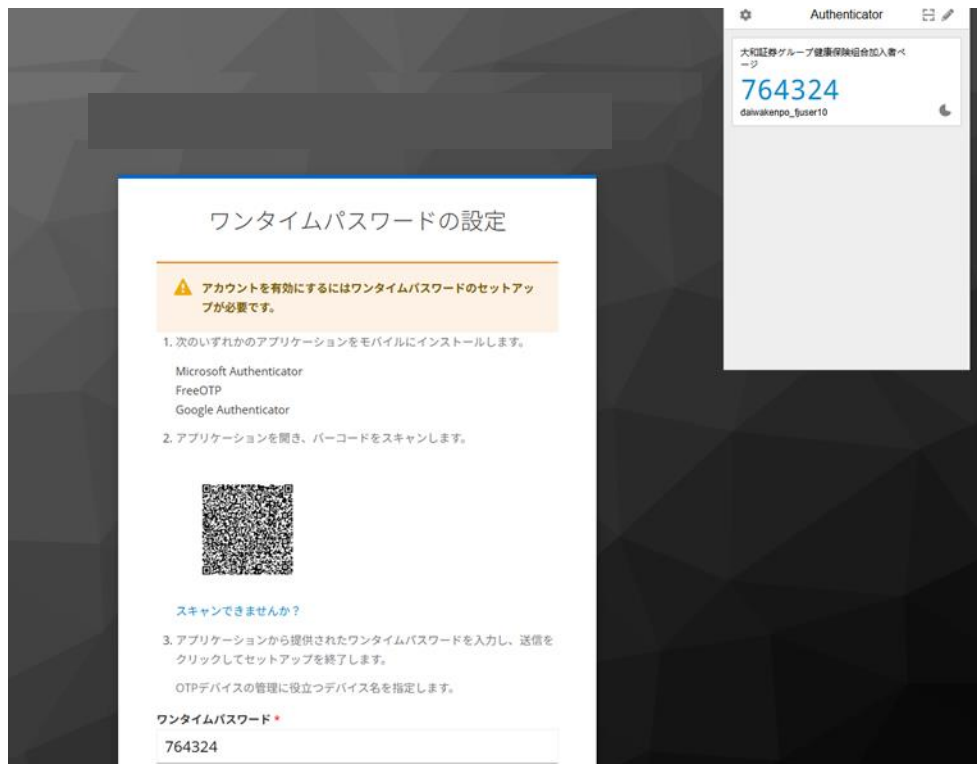 Authenticator
大和証券グループ健康保険組合加入者ペ
ージ
764324
daiwakenpo_fjuser10
ワンタイムパスワードの設定
アカウントを有効にするにはワンタイムパスワードのセットアッ
プが必要です。
1. 次のいずれかのアプリケーションをモバイルにインストールします。
Microsoft Authenticator
FreeOTP
Google Authenticator
2. アプリケーションを開き、バーコードをスキャンします。
スキャンできませんか？
3. アプリケーションから提供されたワンタイムパスワードを入力し、送信を
クリックしてセットアップを終了します。
OTPデバイスの管理に役立つデバイス名を指定します。
ワンタイムパスワード *
764324